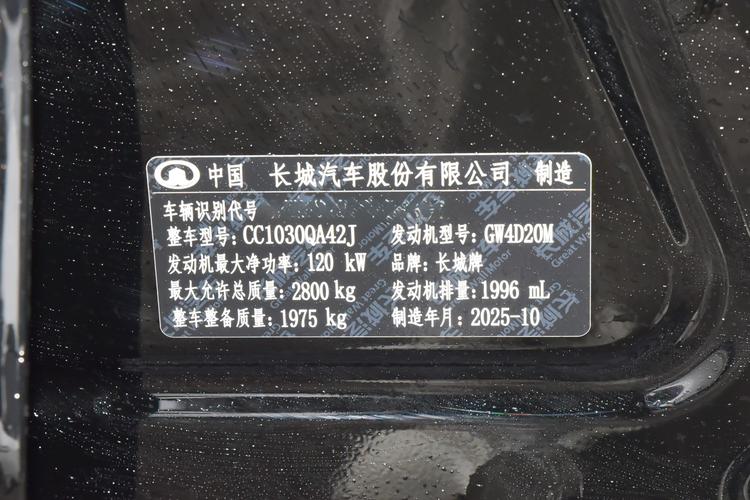 中国 长城汽车股份有限公司 制造
车辆识别代号
整车型号:CC1030QA42J 发动机型号:GW4D20M
发动机最大净功率:120 kW 品牌:长城牌
最大允许总质量:2800 kg 发动机排量:1996 mL
整车整备质量:1975 kg 制造年月:2025-10